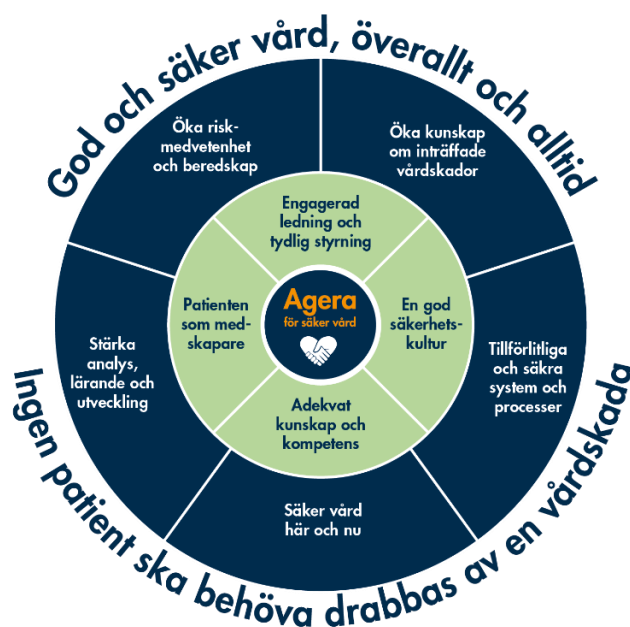 God och säker vård, överallt och alltid
Öka risk-
medvetenhet
och beredskap
Öka kunskap
om inträffade
vårdskador
Engagerad
ledning och
tydlig styrning
Patienten
som med-
skapare
Agera
för säker vård
En god
säkerhets-
kultur
Stärka
analys,
lärande och
utveckling
Tillförlitliga
och säkra
system och
processer
Adekvat
kunskap och
kompetens
Säker vård
här och nu
Ingen patient ska behöva drabbas av en vårdskada